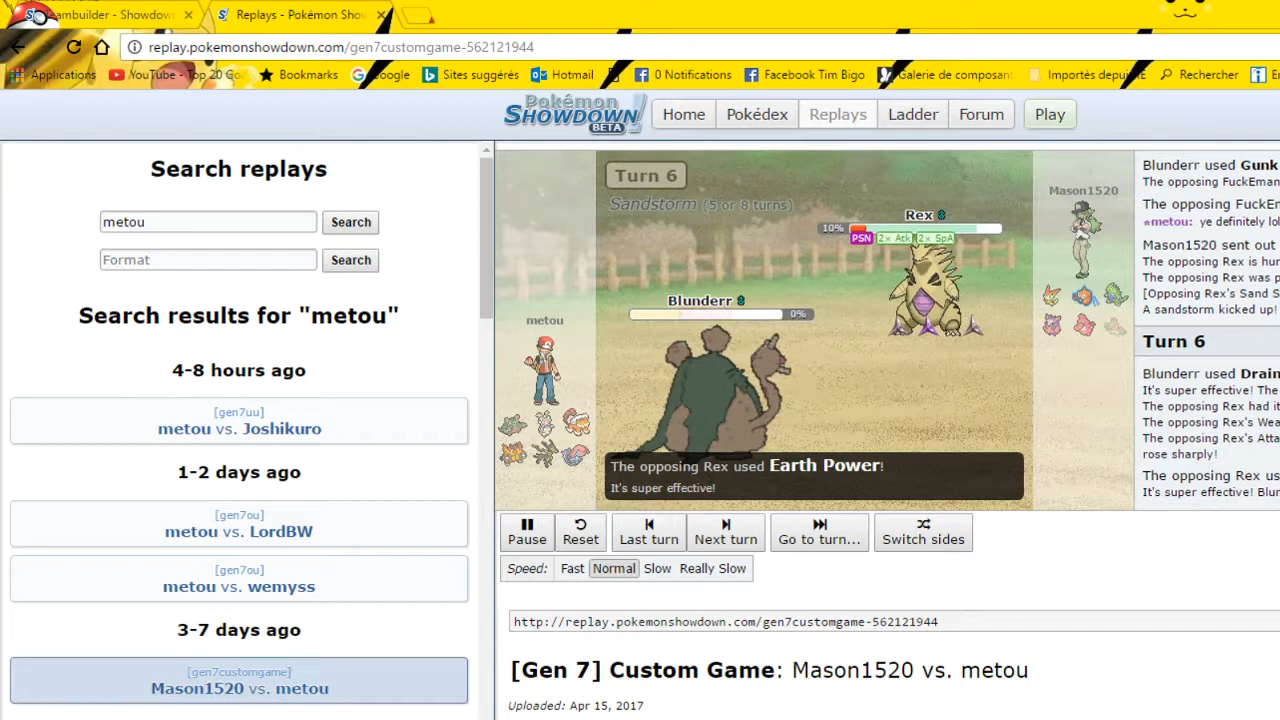 eambuilder - Showdown
Replays - Pokémon Show
replay.pokemonshowdown.com/gen7customgame-562121944
Applications YouTube - Top 20 Go Bookmarks Google Sites suggérés Hotmail 0 Notifications Facebook Tim Bigo Galerie de composant Importés depuis IE Rechercher
Pokémon
SHOWDOWN!
BETA
Home Pokédex Replays Ladder Forum Play
Search replays
metou Search
Format Search
Search results for "metou"
4-8 hours ago
[gen7uu]
metou vs. Joshikuro
1-2 days ago
[gen7ou]
metou vs. LordBW
[gen7ou]
metou vs. wemyss
3-7 days ago
[gen7customgame]
Mason1520 vs. metou
Turn 6
Sandstorm (5 or 8 turns)
Rex
10%
PSN 2× Atk 2× SpA
Blunderr
0%
metou
Mason1520
The opposing Rex used Earth Power!
It's super effective!
Blunderr used Gunk
The opposing FuckEman
The opposing FuckEm
metou: ye definitely lo
Mason1520 sent out
The opposing Rex is hur
The opposing Rex was p
[Opposing Rex's Sand S
A sandstorm kicked up!
Turn 6
Blunderr used Drain
It's super effective! The
The opposing Rex had it
The opposing Rex's Wea
The opposing Rex's Atta
rose sharply!
The opposing Rex us
It's super effective! Blun
Pause Reset Last turn Next turn Go to turn... Switch sides
Speed: Fast Normal Slow Really Slow
http://replay.pokemonshowdown.com/gen7customgame-562121944
[Gen 7] Custom Game: Mason1520 vs. metou
Uploaded: Apr 15, 2017